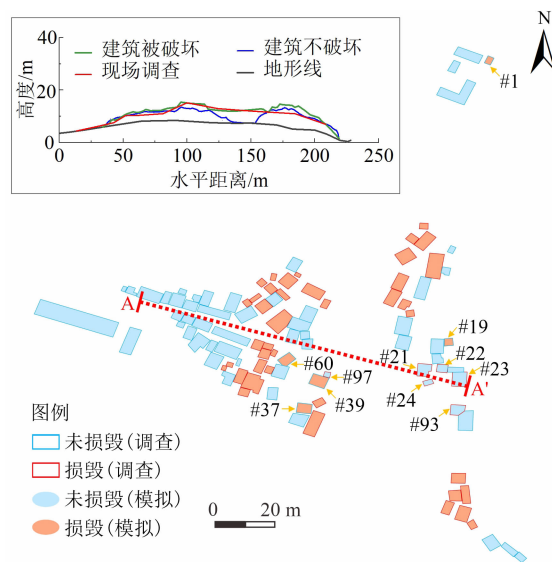 40
20
0
高度/m
建筑被破坏
建筑不破坏
现场调查
地形线
0
50
100
150
200
250
水平距离/m
N
#1
A
#19
#21
#22
#23
#60
#97
A'
#24
#39
#37
#93
图例
未损毁(调查)
损毁(调查)
未损毁(模拟)
损毁(模拟)
0
20 m